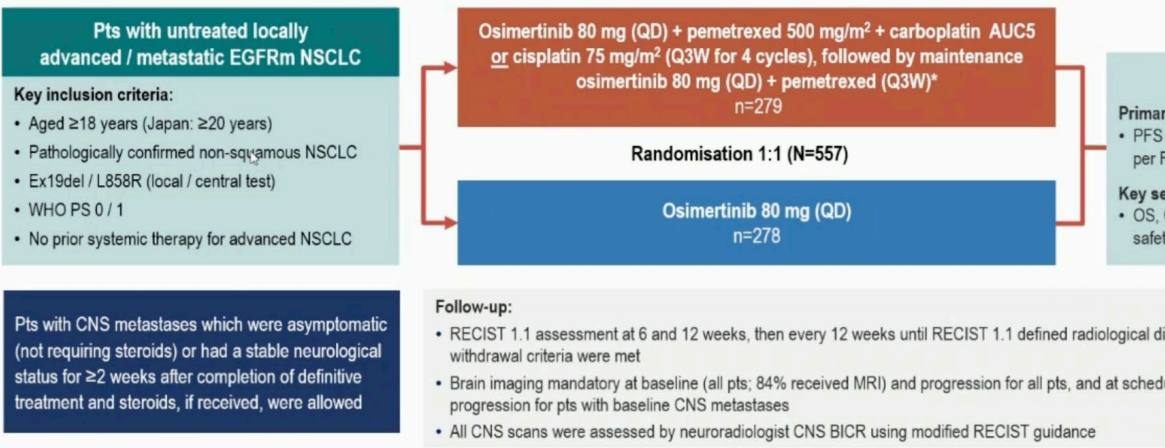 Pts with untreated locally
advanced / metastatic EGFRm NSCLC
Key inclusion criteria:
• Aged ≥18 years (Japan: ≥20 years)
• Pathologically confirmed non-squamous NSCLC
• Ex19del / L858R (local / central test)
• WHO PS 0 / 1
• No prior systemic therapy for advanced NSCLC
Osimertinib 80 mg (QD) + pemetrexed 500 mg/m² + carboplatin AUC5
or cisplatin 75 mg/m² (Q3W for 4 cycles), followed by maintenance
osimertinib 80 mg (QD) + pemetrexed (Q3W)*
n=279
Randomisation 1:1 (N=557)
Osimertinib 80 mg (QD)
n=278
Primar
• PFS
per
Key se
• OS,
safet
Pts with CNS metastases which were asymptomatic
(not requiring steroids) or had a stable neurological
status for ≥2 weeks after completion of definitive
treatment and steroids, if received, were allowed
Follow-up:
• RECIST 1.1 assessment at 6 and 12 weeks, then every 12 weeks until RECIST 1.1 defined radiological di
withdrawal criteria were met
• Brain imaging mandatory at baseline (all pts; 84% received MRI) and progression for all pts, and at schedu
progression for pts with baseline CNS metastases
• All CNS scans were assessed by neuroradiologist CNS BICR using modified RECIST guidance